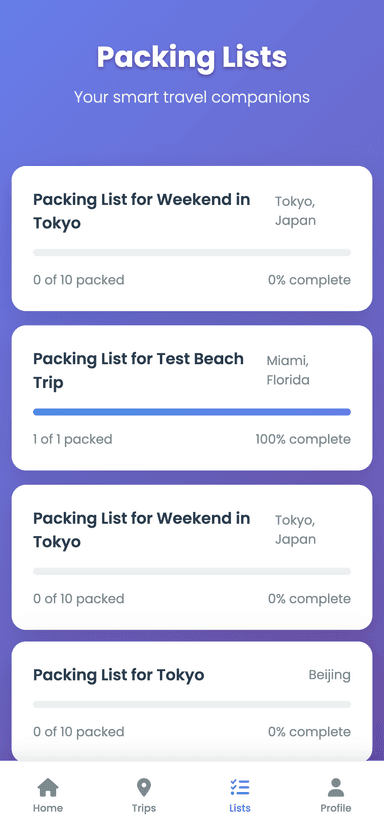 Packing Lists
Your smart travel companions
Packing List for Weekend in
Tokyo
Tokyo,
Japan
0 of 10 packed
0% complete
Packing List for Test Beach
Trip
Miami,
Florida
1 of 1 packed
100% complete
Packing List for Weekend in
Tokyo
Tokyo,
Japan
0 of 10 packed
0% complete
Packing List for Tokyo
Beijing
0 of 10 packed
0% complete
Home
Trips
Lists
Profile